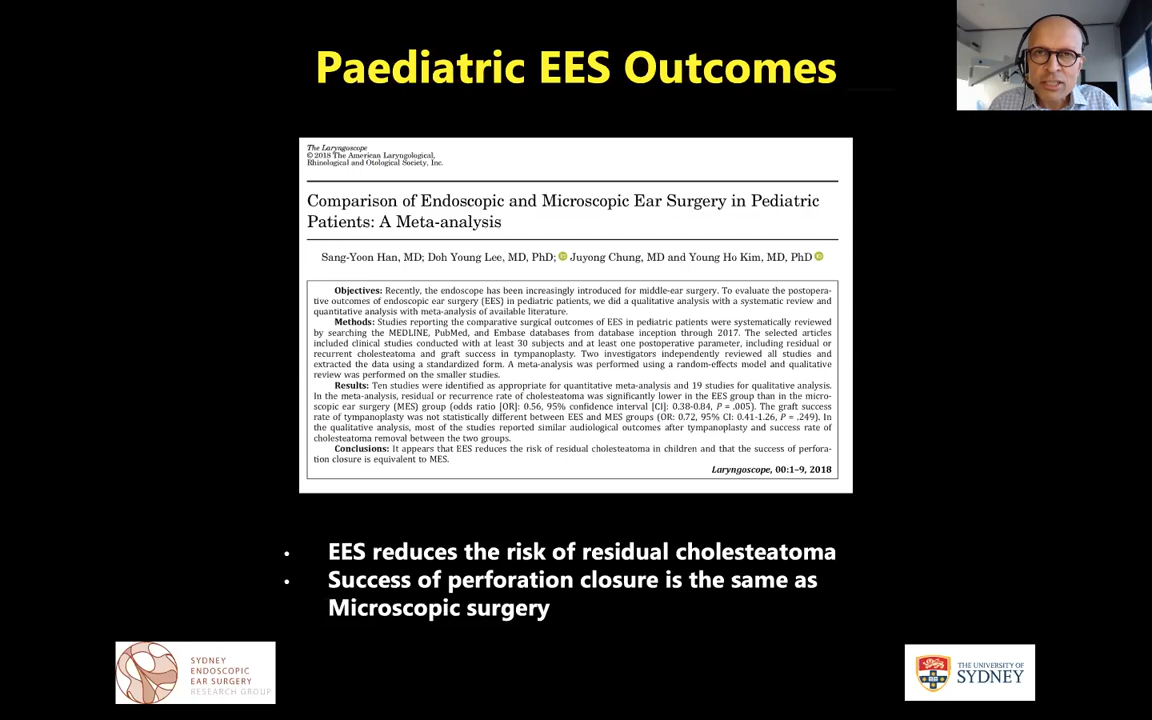 Paediatric EES Outcomes
The Laryngoscope
© 2018 The American Laryngological,
Rhinological and Otological Society, Inc.
Comparison of Endoscopic and Microscopic Ear Surgery in Pediatric
Patients: A Meta-analysis
Sang-Yoon Han, MD; Doh Young Lee, MD, PhD; iD Juyong Chung, MD and Young Ho Kim, MD, PhD iD
Objectives: Recently, the endoscope has been increasingly introduced for middle-ear surgery. To evaluate the postopera-
tive outcomes of endoscopic ear surgery (EES) in pediatric patients, we did a qualitative analysis with a systematic review and
quantitative analysis with meta-analysis of available literature.
Methods: Studies reporting the comparative surgical outcomes of EES in pediatric patients were systematically reviewed
by searching the MEDLINE, PubMed, and Embase databases from database inception through 2017. The selected articles
included clinical studies conducted with at least 30 subjects and at least one postoperative parameter, including residual or
recurrent cholesteatoma and graft success in tympanoplasty. Two investigators independently reviewed all studies and
extracted the data using a standardized form. A meta-analysis was performed using a random-effects model and qualitative
review was performed on the smaller studies.
Results: Ten studies were identified as appropriate for quantitative meta-analysis and 19 studies for qualitative analysis.
In the meta-analysis, residual or recurrence rate of cholesteatoma was significantly lower in the EES group than in the micro-
scopic ear surgery (MES) group (odds ratio [OR]: 0.56, 95% confidence interval [CI]: 0.38-0.84, P = .005). The graft success
rate of tympanoplasty was not statistically different between EES and MES groups (OR: 0.72, 95% CI: 0.41-1.26, P = .249). In
the qualitative analysis, most of the studies reported similar audiological outcomes after tympanoplasty and success rate of
cholesteatoma removal between the two groups.
Conclusions: It appears that EES reduces the risk of residual cholesteatoma in children and that the success of perfora-
tion closure is equivalent to MES.
Laryngoscope, 00:1–9, 2018
• EES reduces the risk of residual cholesteatoma
• Success of perforation closure is the same as
Microscopic surgery
SYDNEY
ENDOSCOPIC
EAR SURGERY
RESEARCH GROUP
THE UNIVERSITY OF
SYDNEY